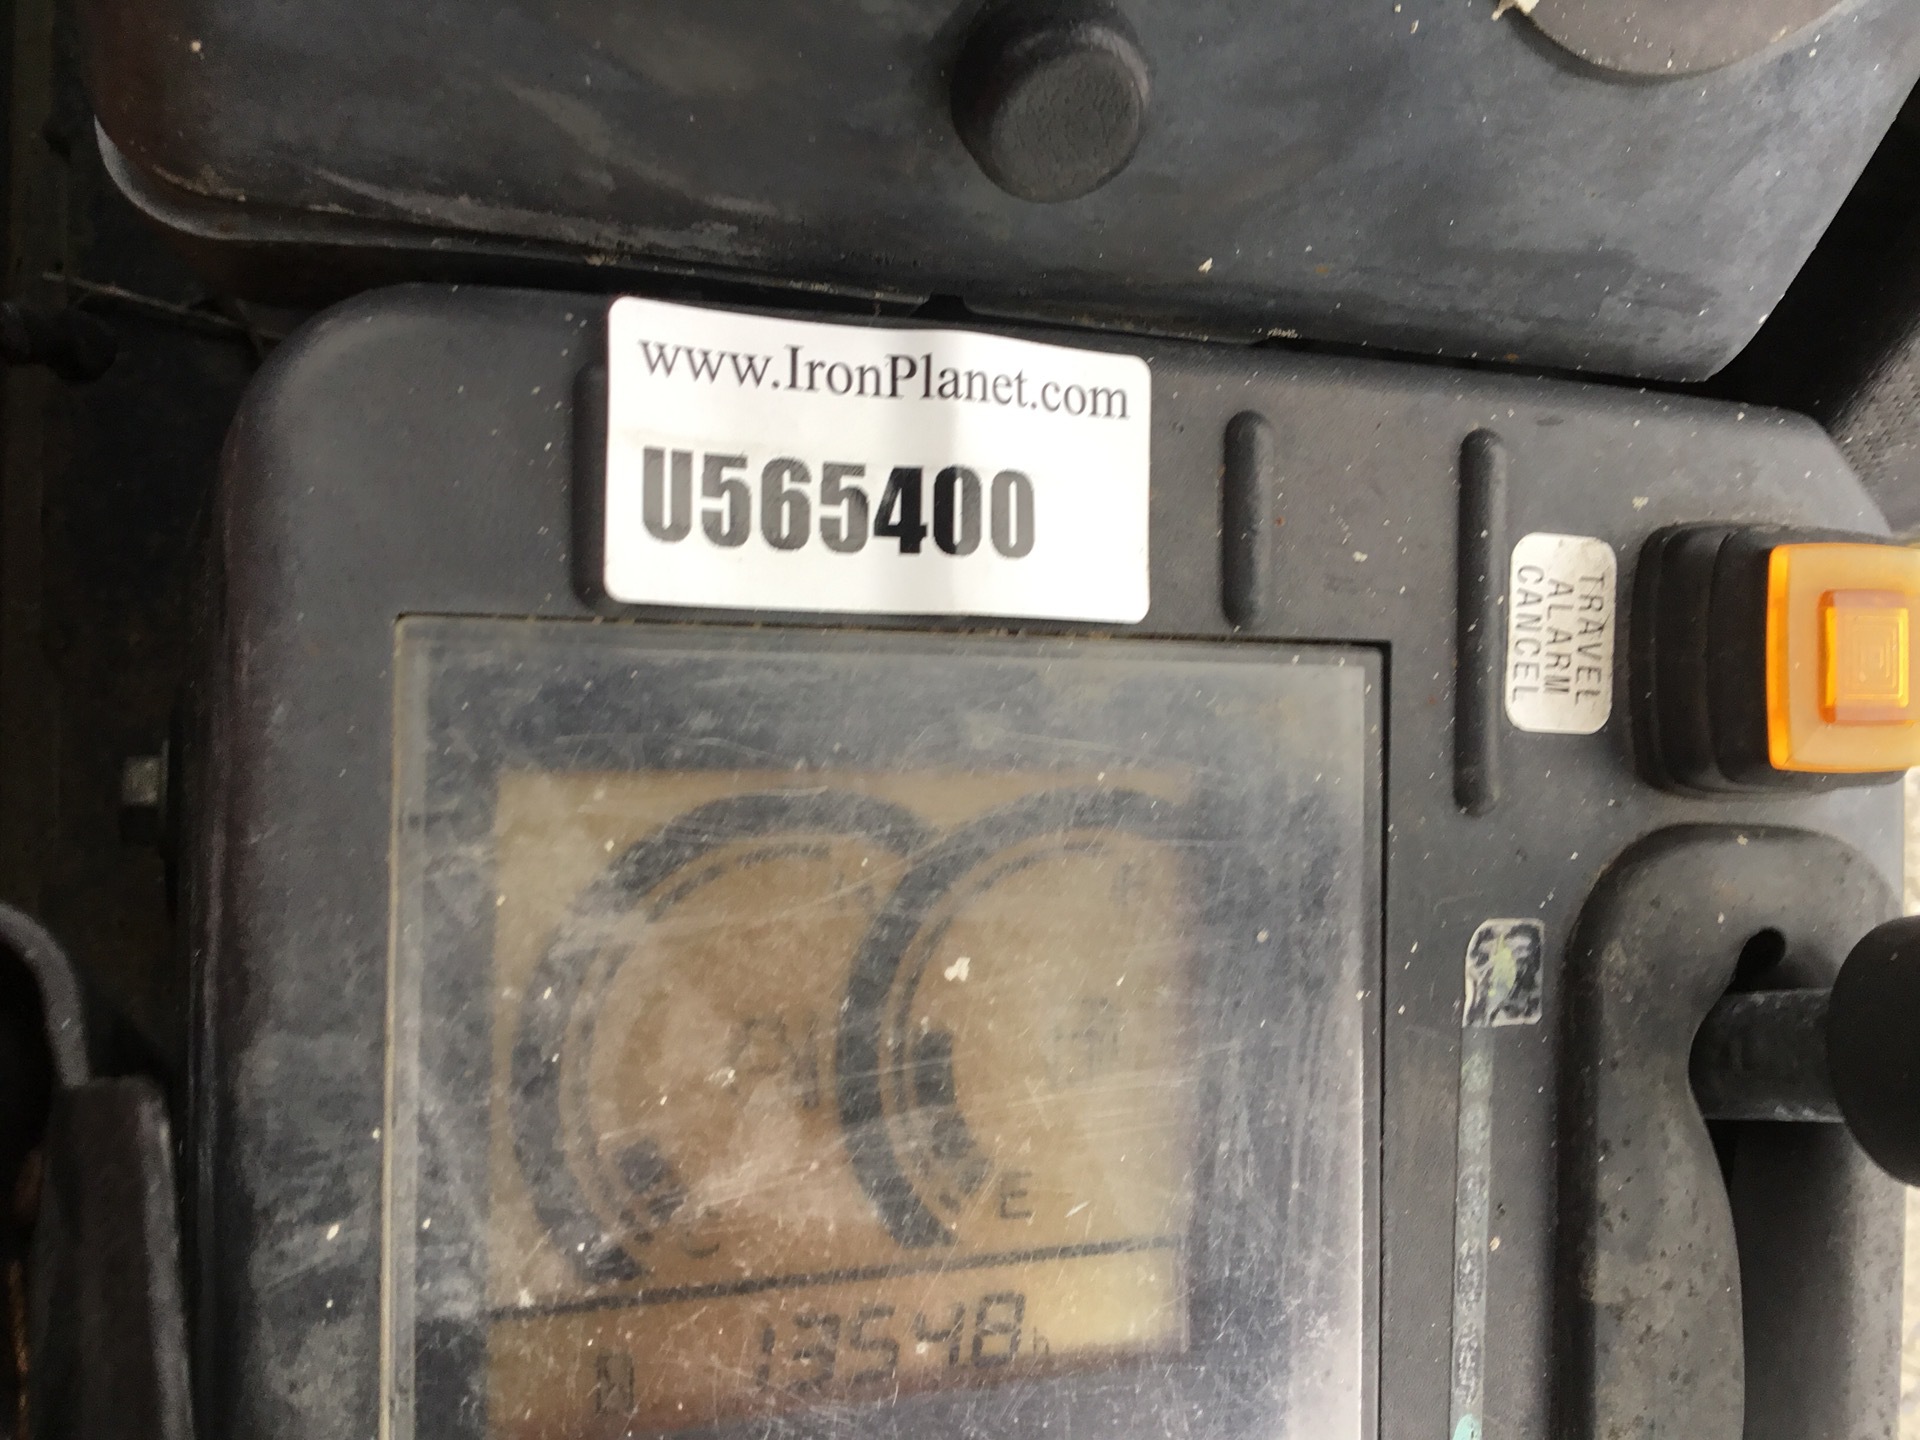 www.IronPlanet.com
U565400
TRAVEL
ALARM
CANCEL
E
C
13548h